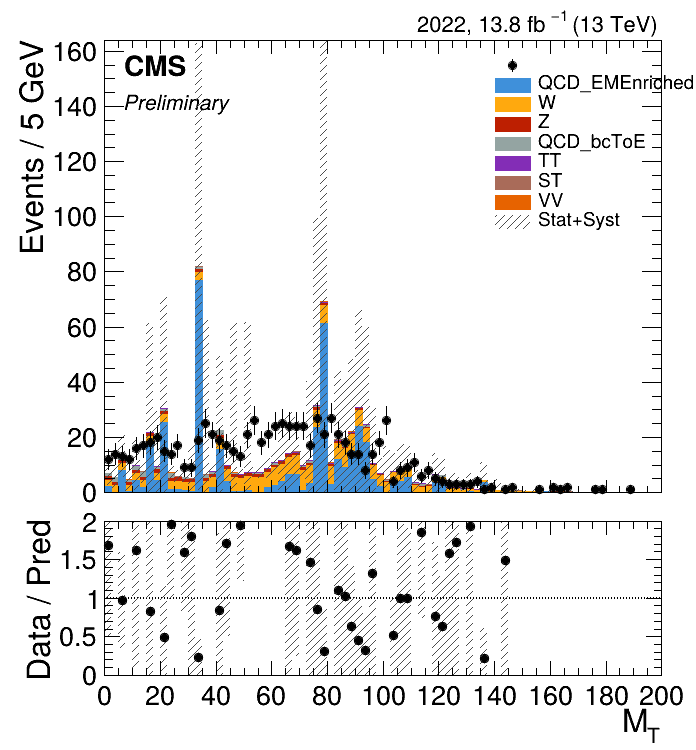 2022, 13.8 fb⁻¹ (13 TeV)
CMS
Preliminary
Events / 5 GeV
160
140
120
100
80
60
40
20
0
QCD_EMEnriched
W
Z
QCD_bcToE
TT
ST
VV
Stat+Syst
Data / Pred
2
1.5
1
0.5
0
0 20 40 60 80 100 120 140 160 180 200
M_T